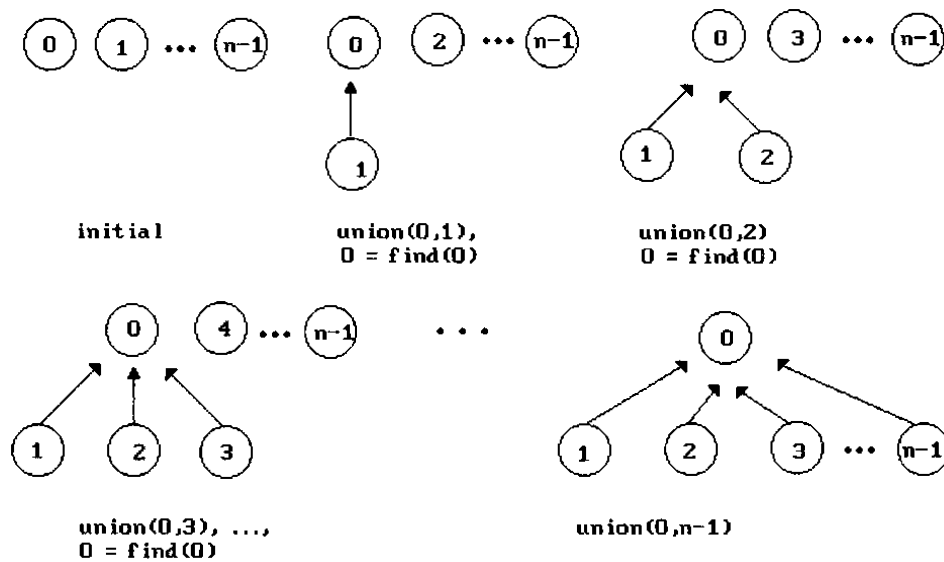 0 1 ... n-1
0 2 ... n-1
1
0 3 ... n-1
1 2
initial
union(0,1),
0 = find(0)
union(0,2)
0 = find(0)
0 4 ... n-1
...
1 2 3
union(0,3), ...,
0 = find(0)
0
1 2 3 ... n-1
union(0,n-1)